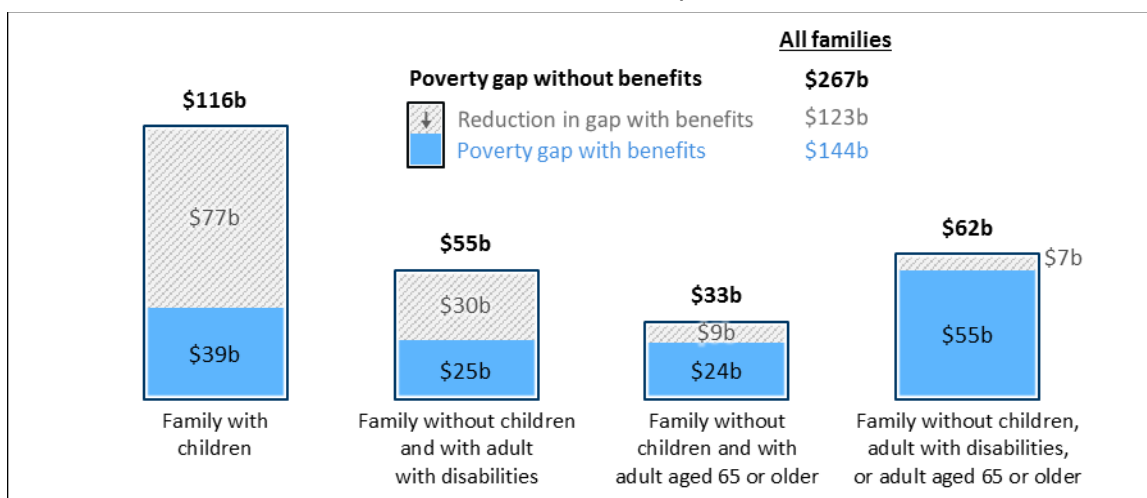 All families
Poverty gap without benefits $267b
Reduction in gap with benefits $123b
Poverty gap with benefits $144b
$116b
$77b
$39b
Family with
children
$55b
$30b
$25b
Family without children
and with adult
with disabilities
$33b
$9b
$24b
Family without
children and with
adult aged 65 or older
$62b
$7b
$55b
Family without children,
adult with disabilities,
or adult aged 65 or older